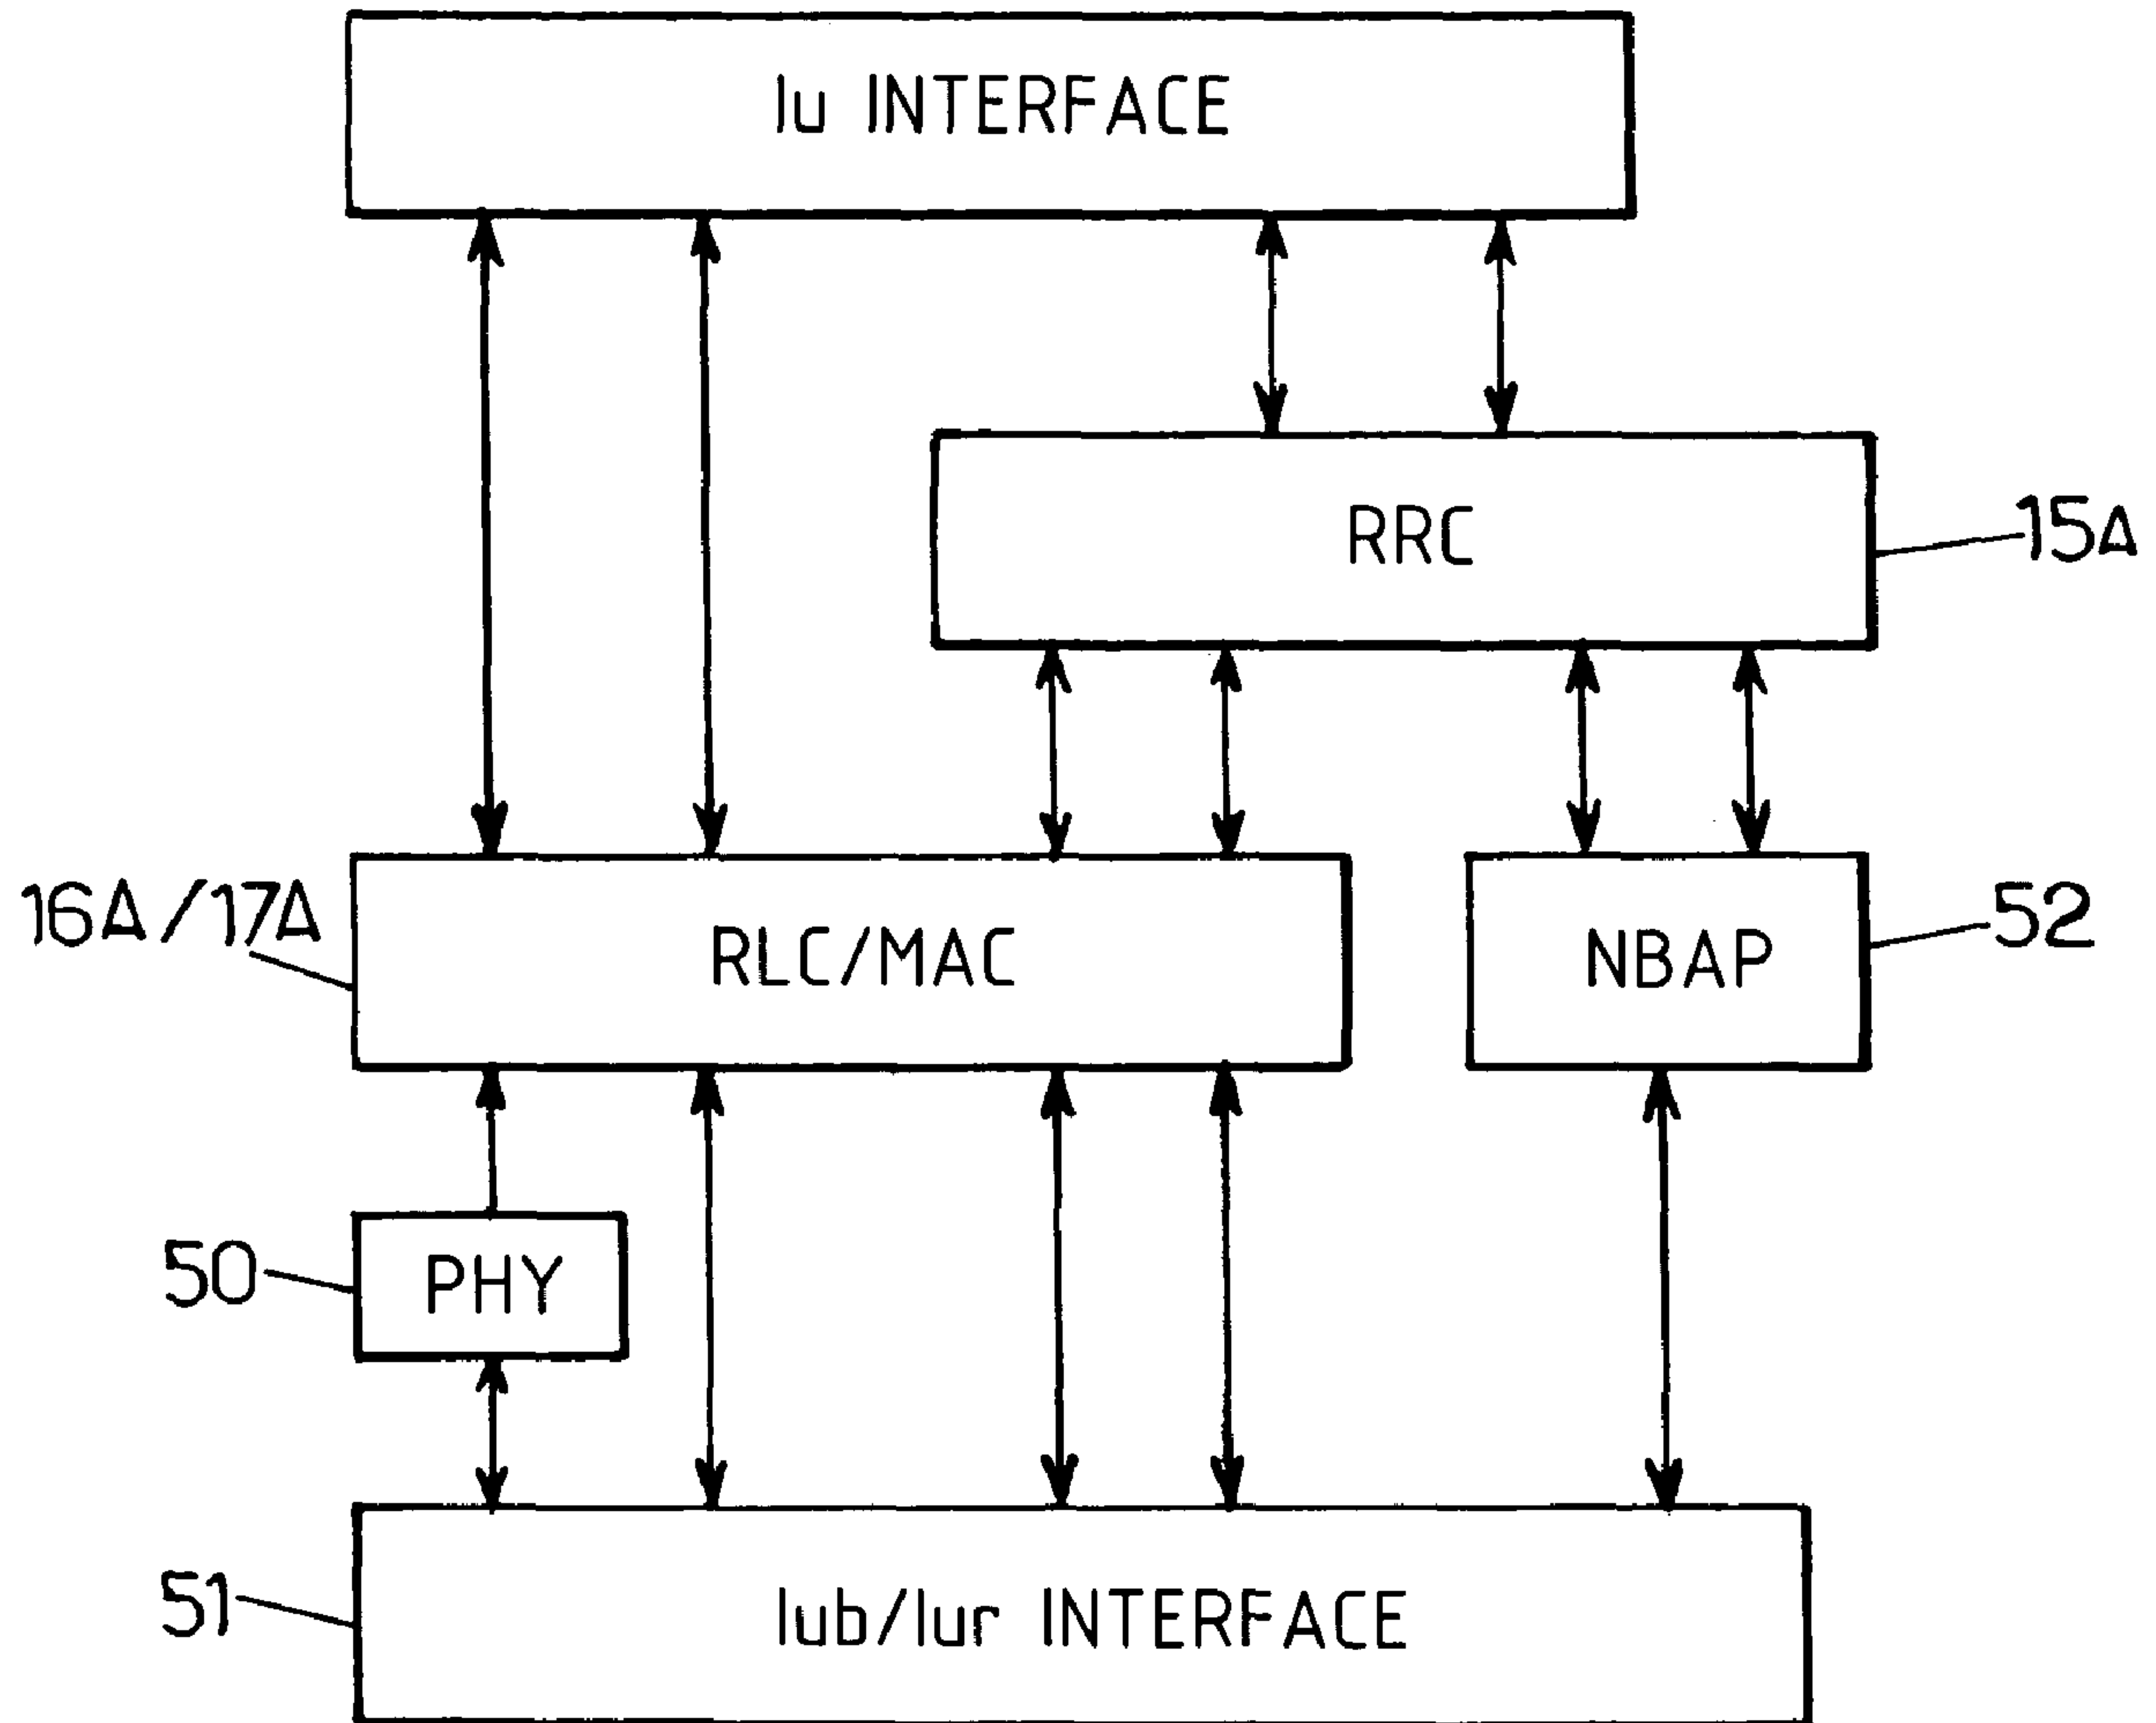 Iu INTERFACE
RRC
15A
16A/17A
RLC/MAC
NBAP
52
50
PHY
51
Iub/Iur INTERFACE